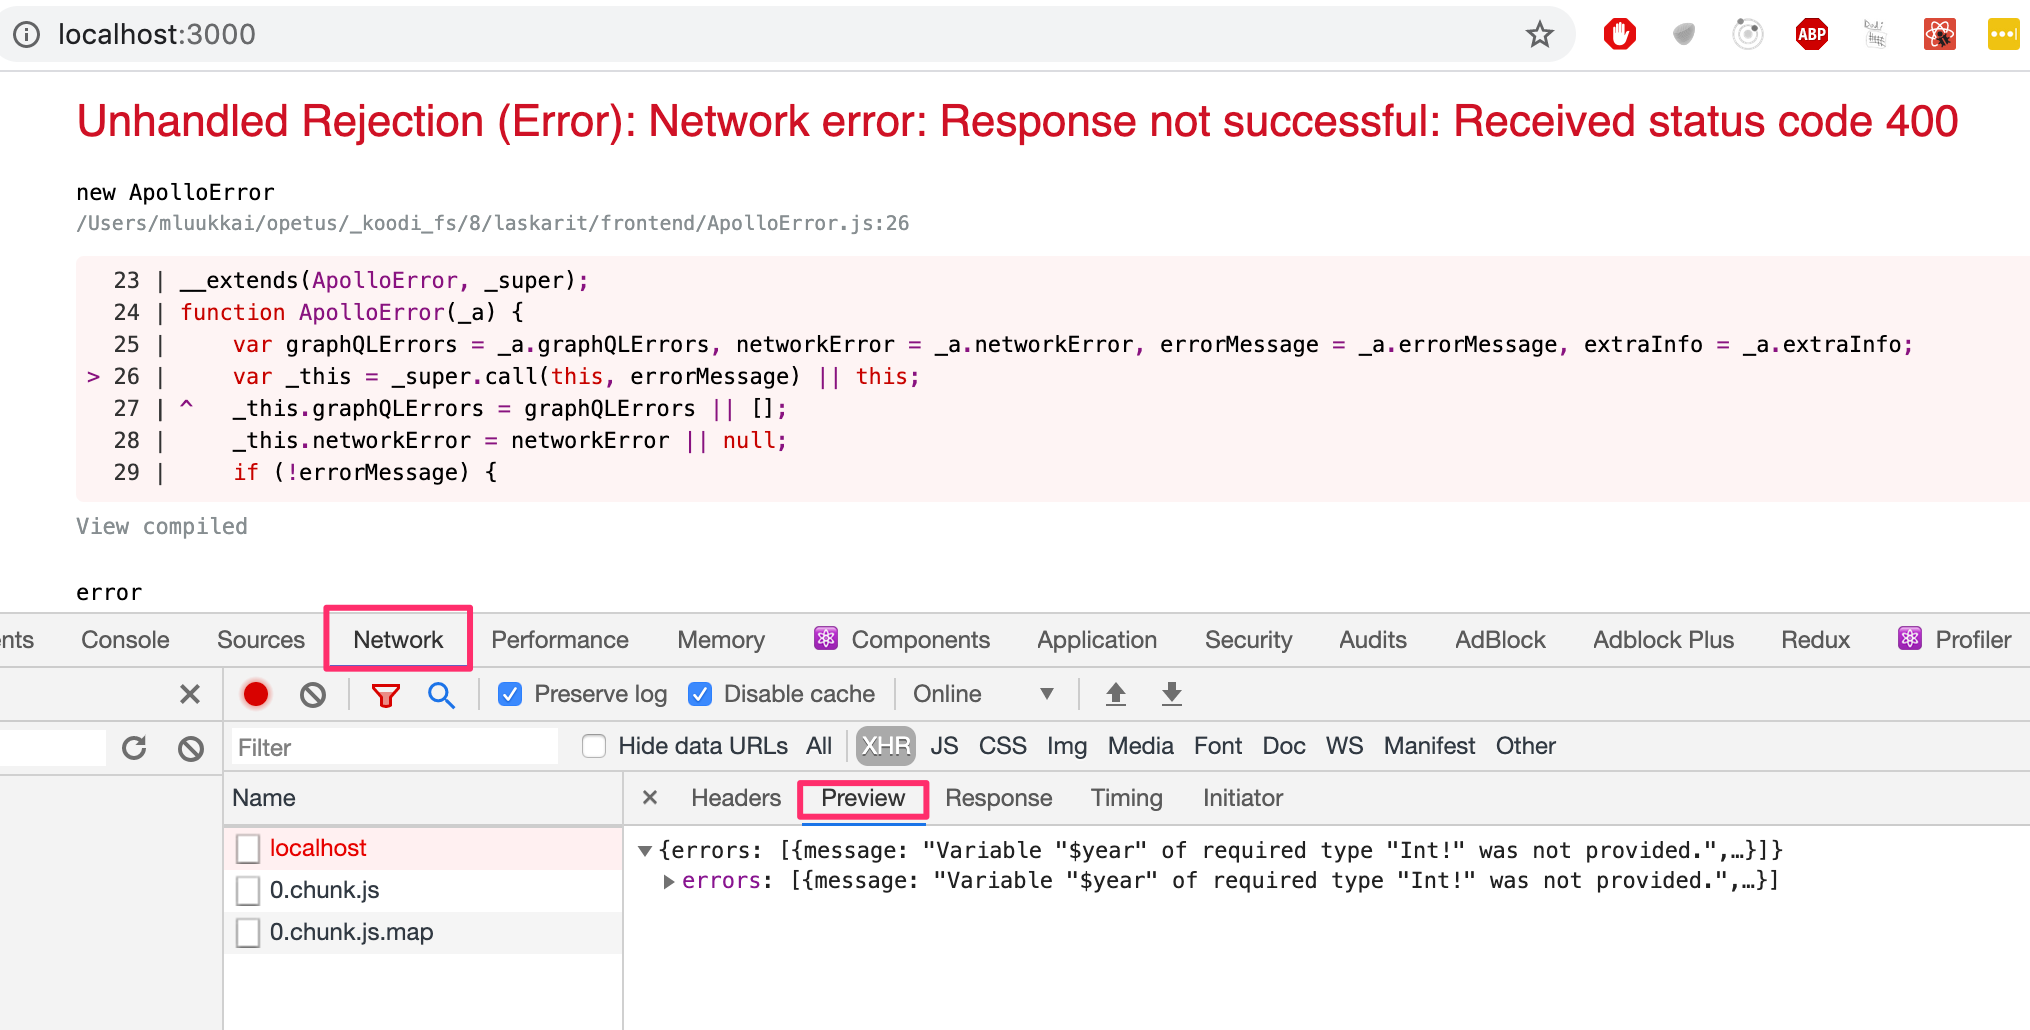 localhost:3000
ABP
Unhandled Rejection (Error): Network error: Response not successful: Received status code 400
new ApolloError
/Users/mluukkai/opetus/_koodi_fs/8/laskarit/frontend/ApolloError.js:26
23 | __extends(ApolloError, _super);
24 | function ApolloError(_a) {
25 |     var graphQLErrors = _a.graphQLErrors, networkError = _a.networkError, errorMessage = _a.errorMessage, extraInfo = _a.extraInfo;
> 26 |     var _this = _super.call(this, errorMessage) || this;
27 | ^   _this.graphQLErrors = graphQLErrors || [];
28 |     _this.networkError = networkError || null;
29 |     if (!errorMessage) {
View compiled
error
nts Console Sources Network Performance Memory Components Application Security Audits AdBlock Adblock Plus Redux Profiler
Preserve log Disable cache Online
Filter Hide data URLs All XHR JS CSS Img Media Font Doc WS Manifest Other
Name × Headers Preview Response Timing Initiator
localhost
0.chunk.js
0.chunk.js.map
▼{errors: [{message: "Variable "$year" of required type "Int!" was not provided.",…}]}
▶errors: [{message: "Variable "$year" of required type "Int!" was not provided.",…}]